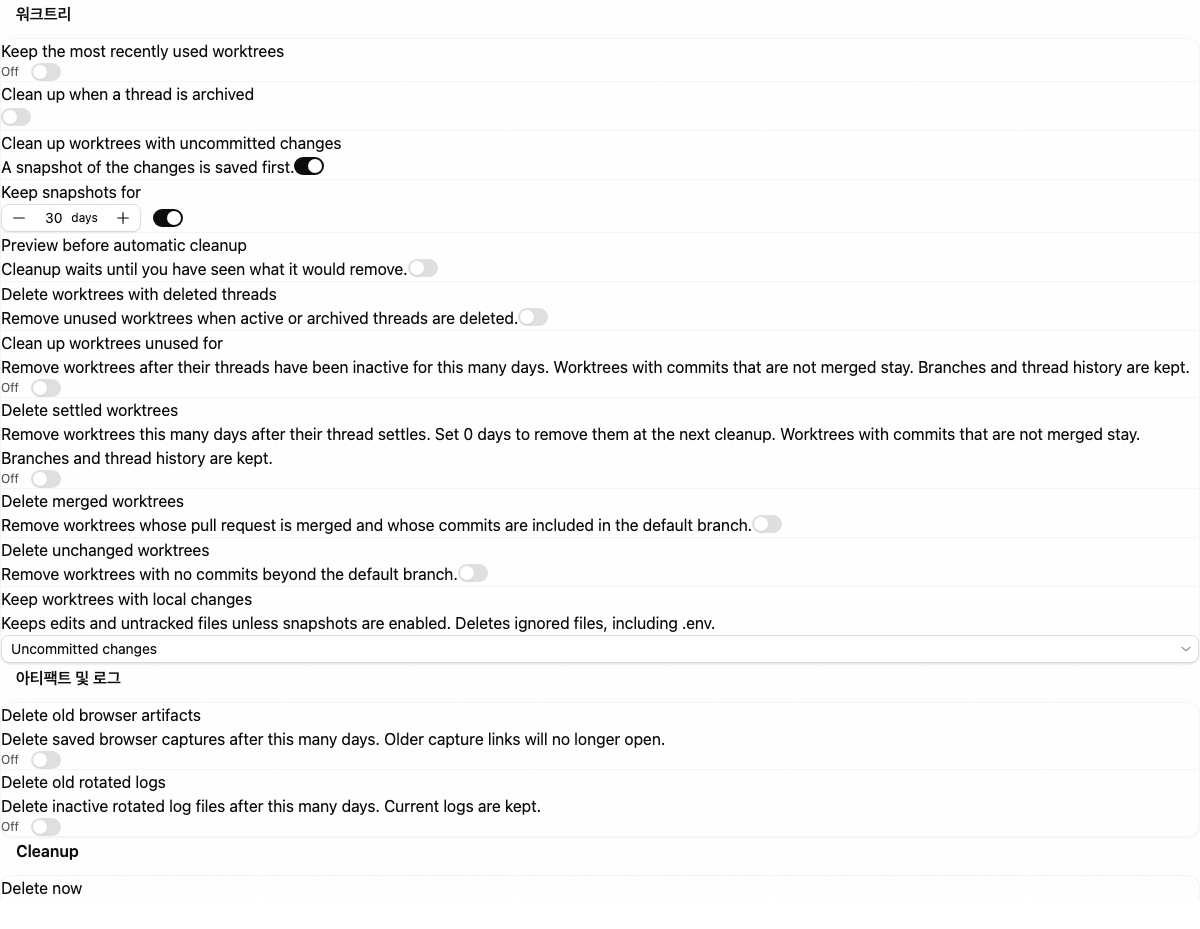 워크트리
Keep the most recently used worktrees
Off
Clean up when a thread is archived
Clean up worktrees with uncommitted changes
A snapshot of the changes is saved first.
Keep snapshots for
30 days
Preview before automatic cleanup
Cleanup waits until you have seen what it would remove.
Delete worktrees with deleted threads
Remove unused worktrees when active or archived threads are deleted.
Clean up worktrees unused for
Remove worktrees after their threads have been inactive for this many days. Worktrees with commits that are not merged stay. Branches and thread history are kept.
Off
Delete settled worktrees
Remove worktrees this many days after their thread settles. Set 0 days to remove them at the next cleanup. Worktrees with commits that are not merged stay.
Branches and thread history are kept.
Off
Delete merged worktrees
Remove worktrees whose pull request is merged and whose commits are included in the default branch.
Delete unchanged worktrees
Remove worktrees with no commits beyond the default branch.
Keep worktrees with local changes
Keeps edits and untracked files unless snapshots are enabled. Deletes ignored files, including .env.
Uncommitted changes
아티팩트 및 로그
Delete old browser artifacts
Delete saved browser captures after this many days. Older capture links will no longer open.
Off
Delete old rotated logs
Delete inactive rotated log files after this many days. Current logs are kept.
Off
Cleanup
Delete now